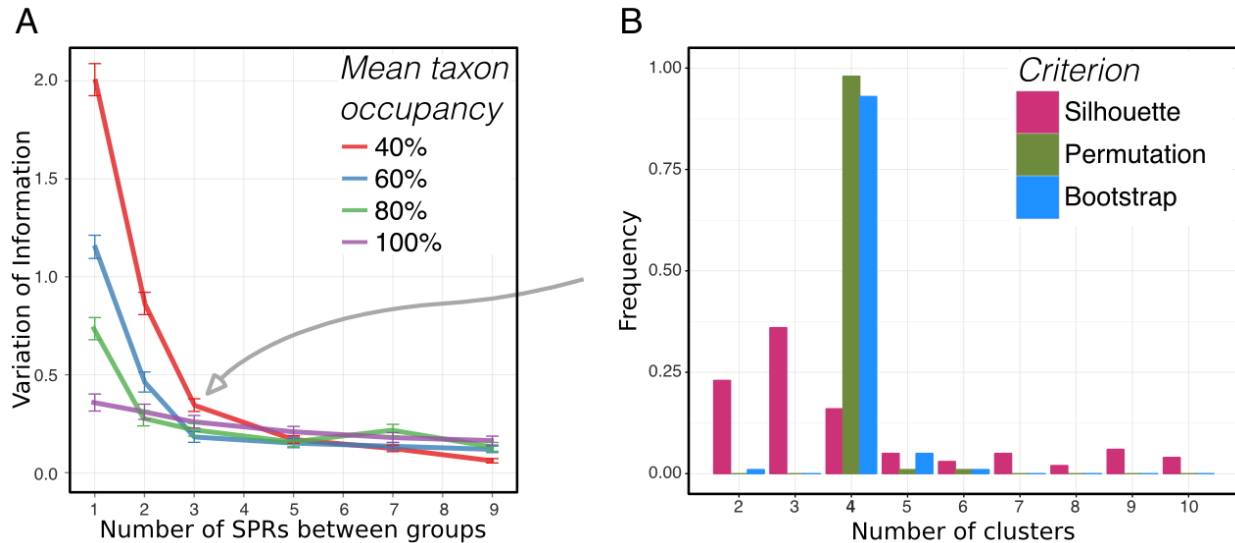 A
Mean taxon
occupancy
40%
60%
80%
100%
Variation of Information
2.0
1.5
1.0
0.5
0.0
1 2 3 4 5 6 7 8 9
Number of SPRs between groups
B
Criterion
Silhouette
Permutation
Bootstrap
Frequency
1.00
0.75
0.50
0.25
0.00
2 3 4 5 6 7 8 9 10
Number of clusters